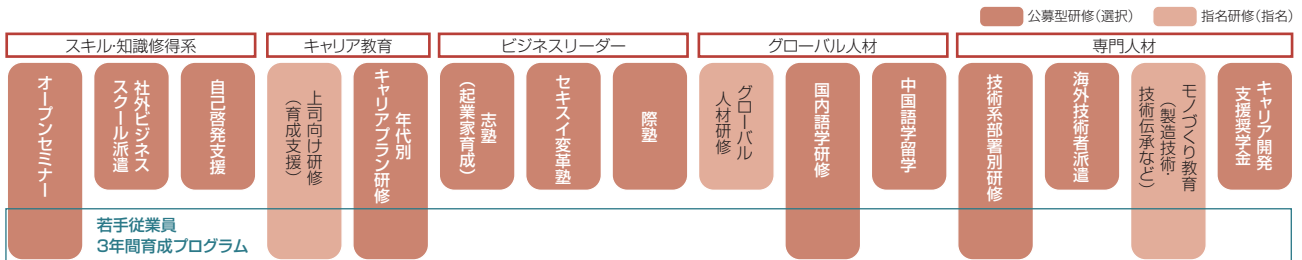 公募型研修(選択)
指名研修(指名)
スキル・知識修得系
キャリア教育
ビジネスリーダー
グローバル人材
専門人材
オープンセミナー
社外ビジネス
スクール派遣
自己啓発支援
上司向け研修
(育成支援)
年代別
キャリアプラン研修
志塾
(起業家育成)
セキスイ変革塾
際塾
グローバル
人材研修
国内語学研修
中国語学留学
技術系部署別研修
海外技術者派遣
モノづくり教育
(製造技術・
技術伝承など)
キャリア開発
支援奨学金
若手従業員
3年間育成プログラム